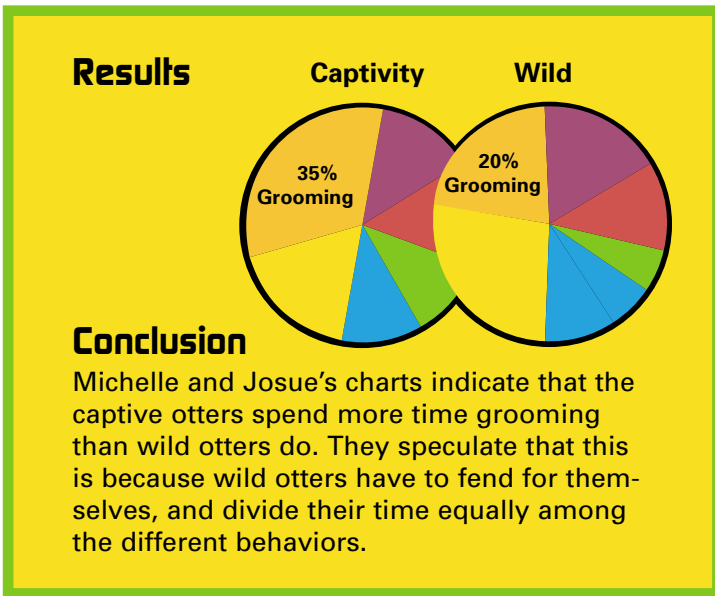 Results
Captivity
Wild
35%
Grooming
20%
Grooming
Conclusion
Michelle and Josue's charts indicate that the
captive otters spend more time grooming
than wild otters do. They speculate that this
is because wild otters have to fend for them-
selves, and divide their time equally among
the different behaviors.